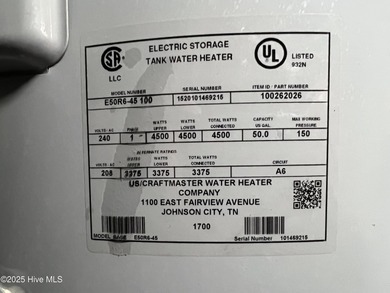 ELECTRIC STORAGE
TANK WATER HEATER
SA
LLC
UL
LISTED
932N
MODEL NUMBER SERIAL NUMBER ITEM ID / PART NUMBER
E50R6-45 100 1520101469215 100262026
VOLTS - AC PHASE WATTS UPPER WATTS LOWER TOTAL WATTS CONNECTED CAPACITY US GAL. MAX WORKING PRESSURE
240 1 4500 4500 4500 50.0 150
ALTERNATE RATINGS
VOLTS - AC WATTS UPPER WATTS LOWER TOTAL WATTS CONNECTED CIRCUIT
208 3375 3375 3375 A6
US/CRAFTMASTER WATER HEATER
COMPANY
1100 EAST FAIRVIEW AVENUE
JOHNSON CITY, TN
1700
E50R6-45 Serial Number 101469215
©2025 Hive MLS